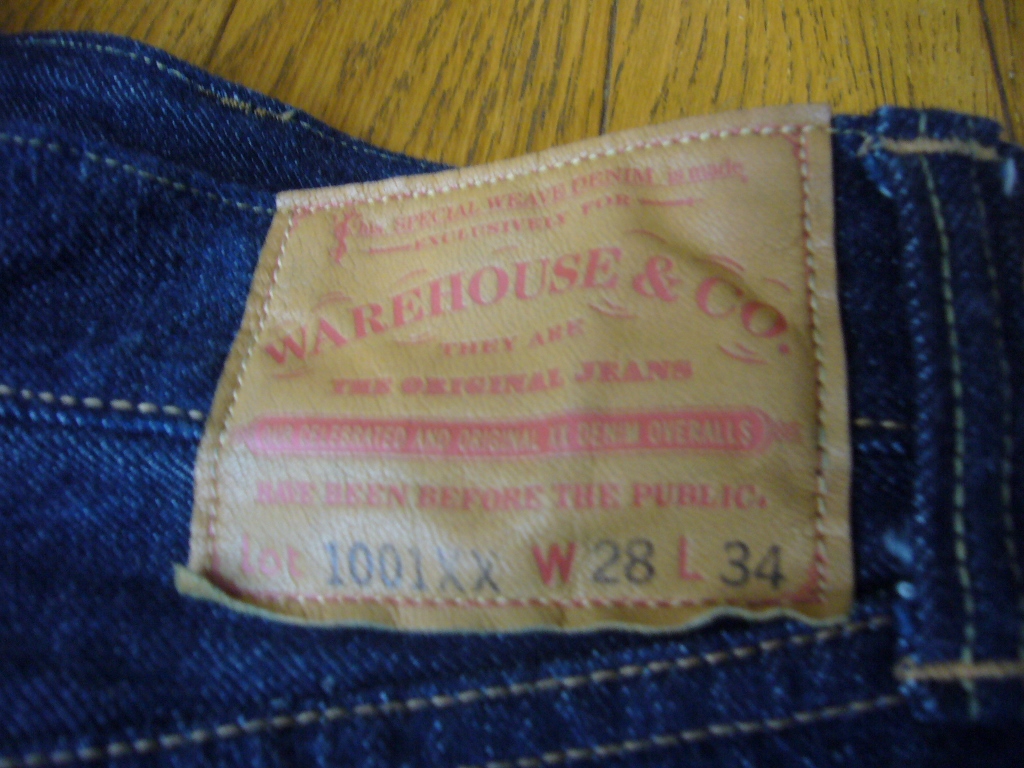 This SPECIAL WEAVE DENIM is made,
EXCLUSIVELY FOR
WAREHOUSE & CO.
THEY ARE
THE ORIGINAL JEANS
OUR CELEBRATED AND ORIGINAL XX DENIM OVERALLS
HAVE BEEN BEFORE THE PUBLIC.
Lot 1001XX W 28 L 34